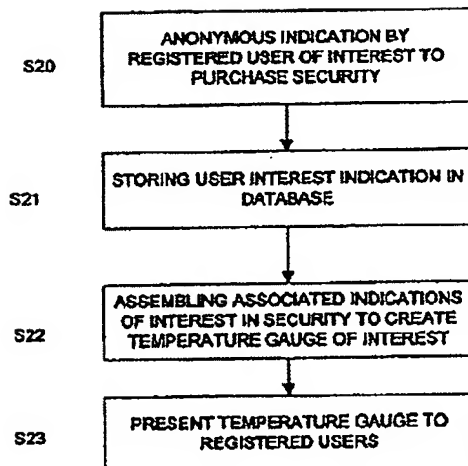 S20
ANONYMOUS INDICATION BY
REGISTERED USER OF INTEREST TO
PURCHASE SECURITY
S21
STORING USER INTEREST INDICATION IN
DATABASE
S22
ASSEMBLING ASSOCIATED INDICATIONS
OF INTEREST IN SECURITY TO CREATE
TEMPERATURE GAUGE OF INTEREST
S23
PRESENT TEMPERATURE GAUGE TO
REGISTERED USERS